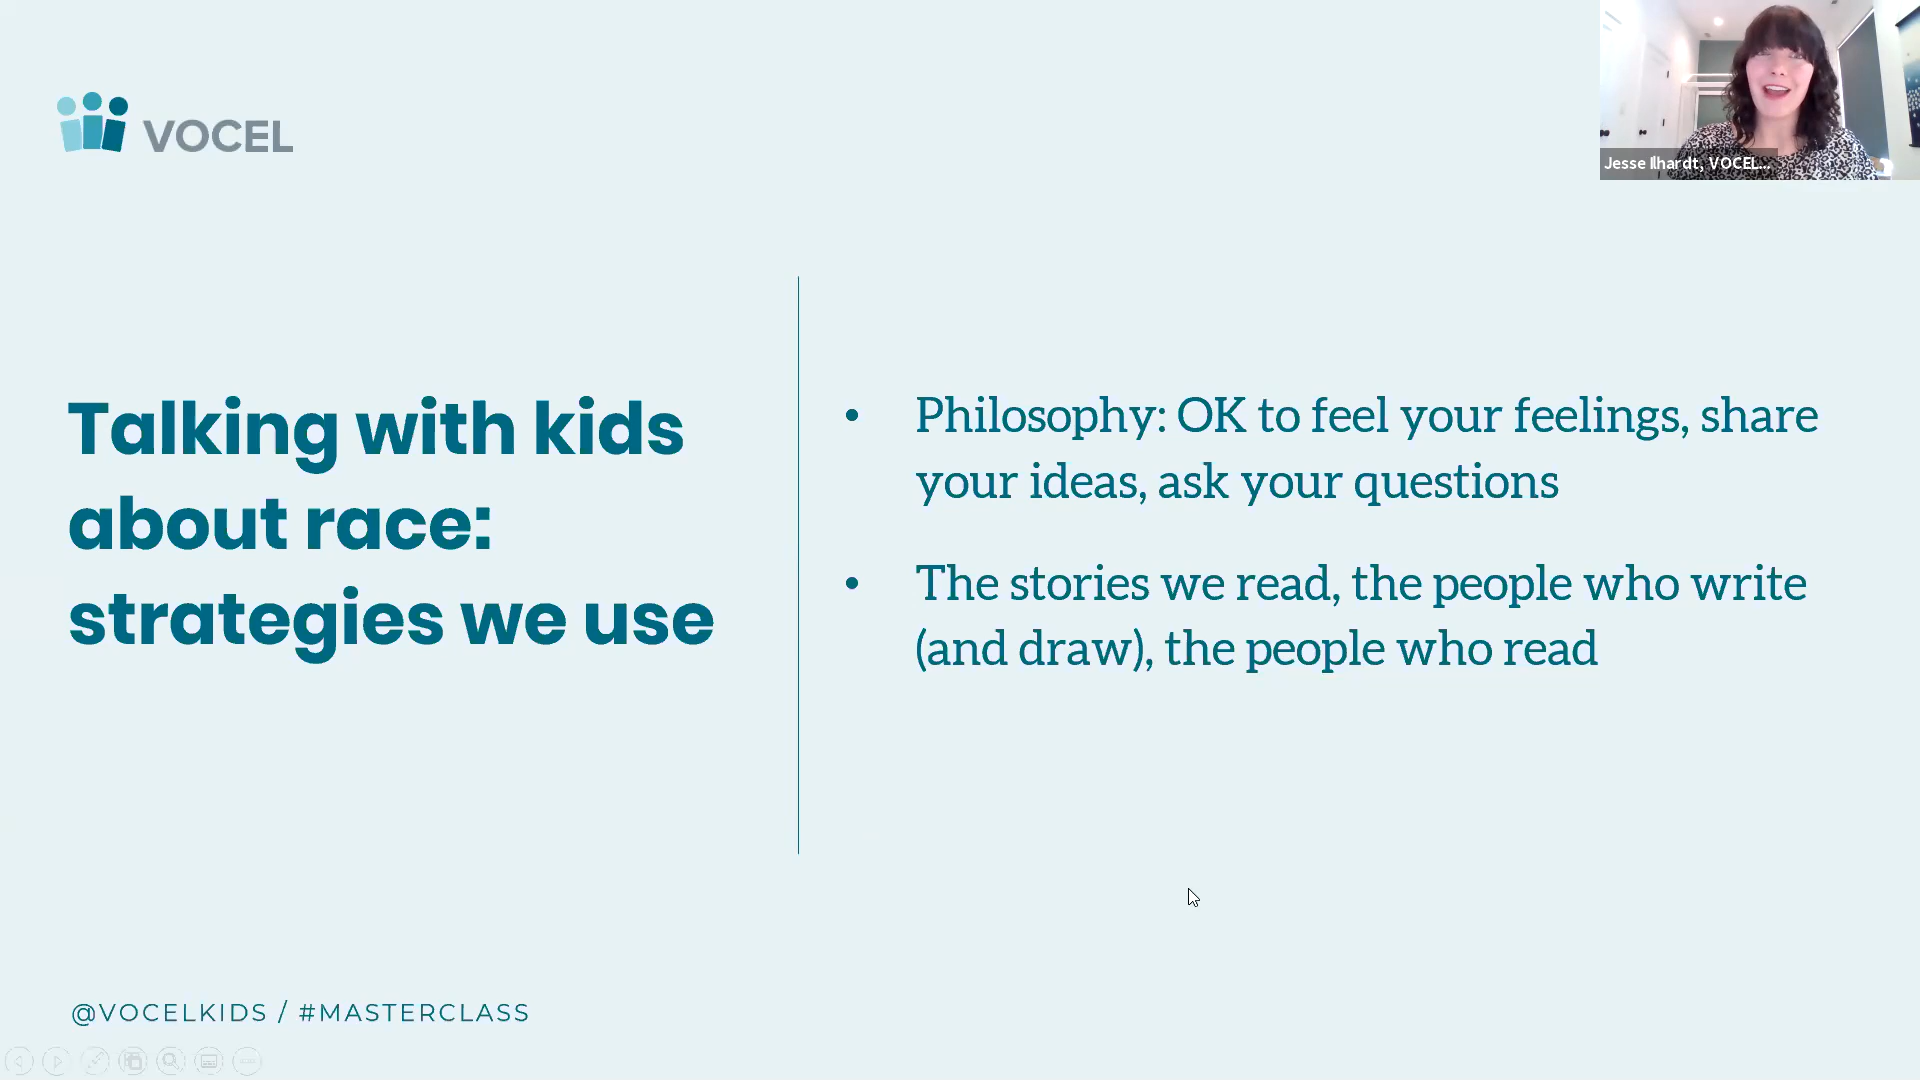 VOCEL
Jesse Ilhardt, VOCEL...
Talking with kids
about race:
strategies we use
• Philosophy: OK to feel your feelings, share
your ideas, ask your questions
• The stories we read, the people who write
(and draw), the people who read
@VOCELKIDS / #MASTERCLASS